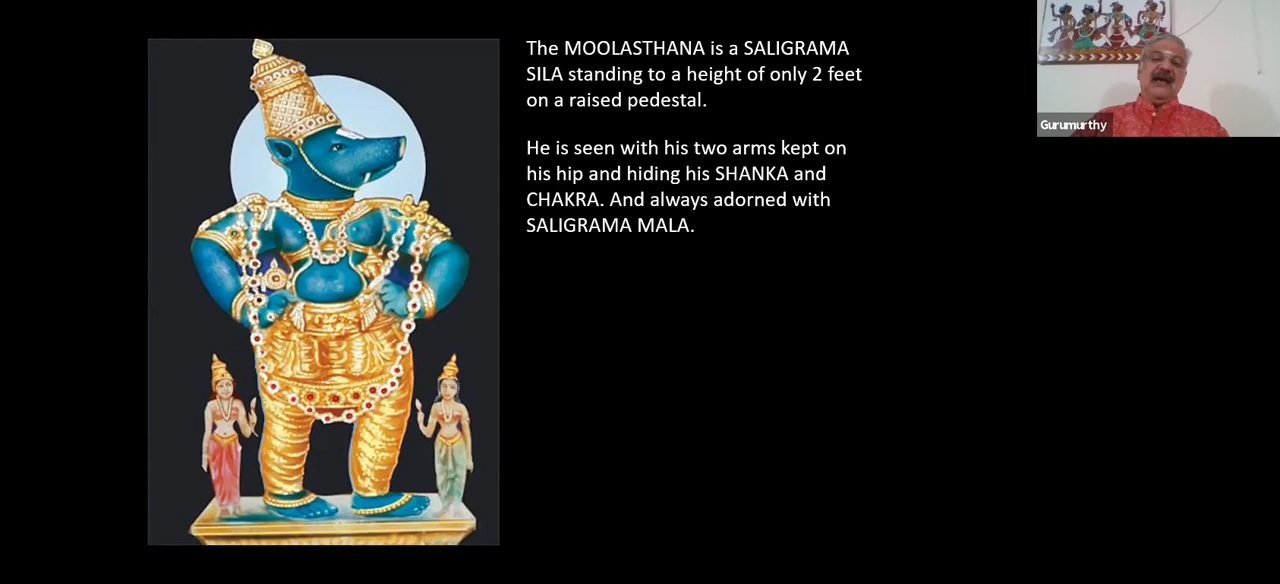 The MOOLASTHANA is a SALIGRAMA
SILA standing to a height of only 2 feet
on a raised pedestal.
He is seen with his two arms kept on
his hip and hiding his SHANKA and
CHAKRA. And always adorned with
SALIGRAMA MALA.
Gurumurthy